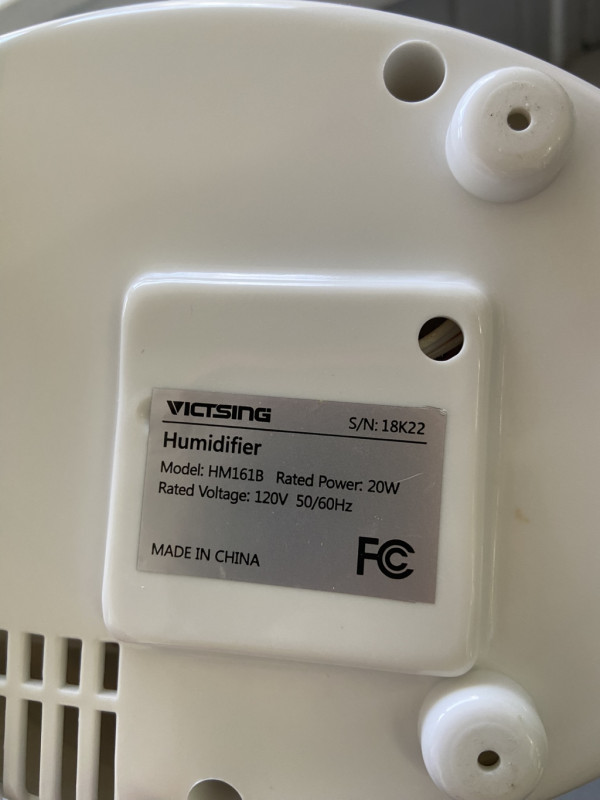 VICTSING S/N: 18K22
Humidifier
Model: HM161B Rated Power: 20W
Rated Voltage: 120V 50/60Hz
MADE IN CHINA FC